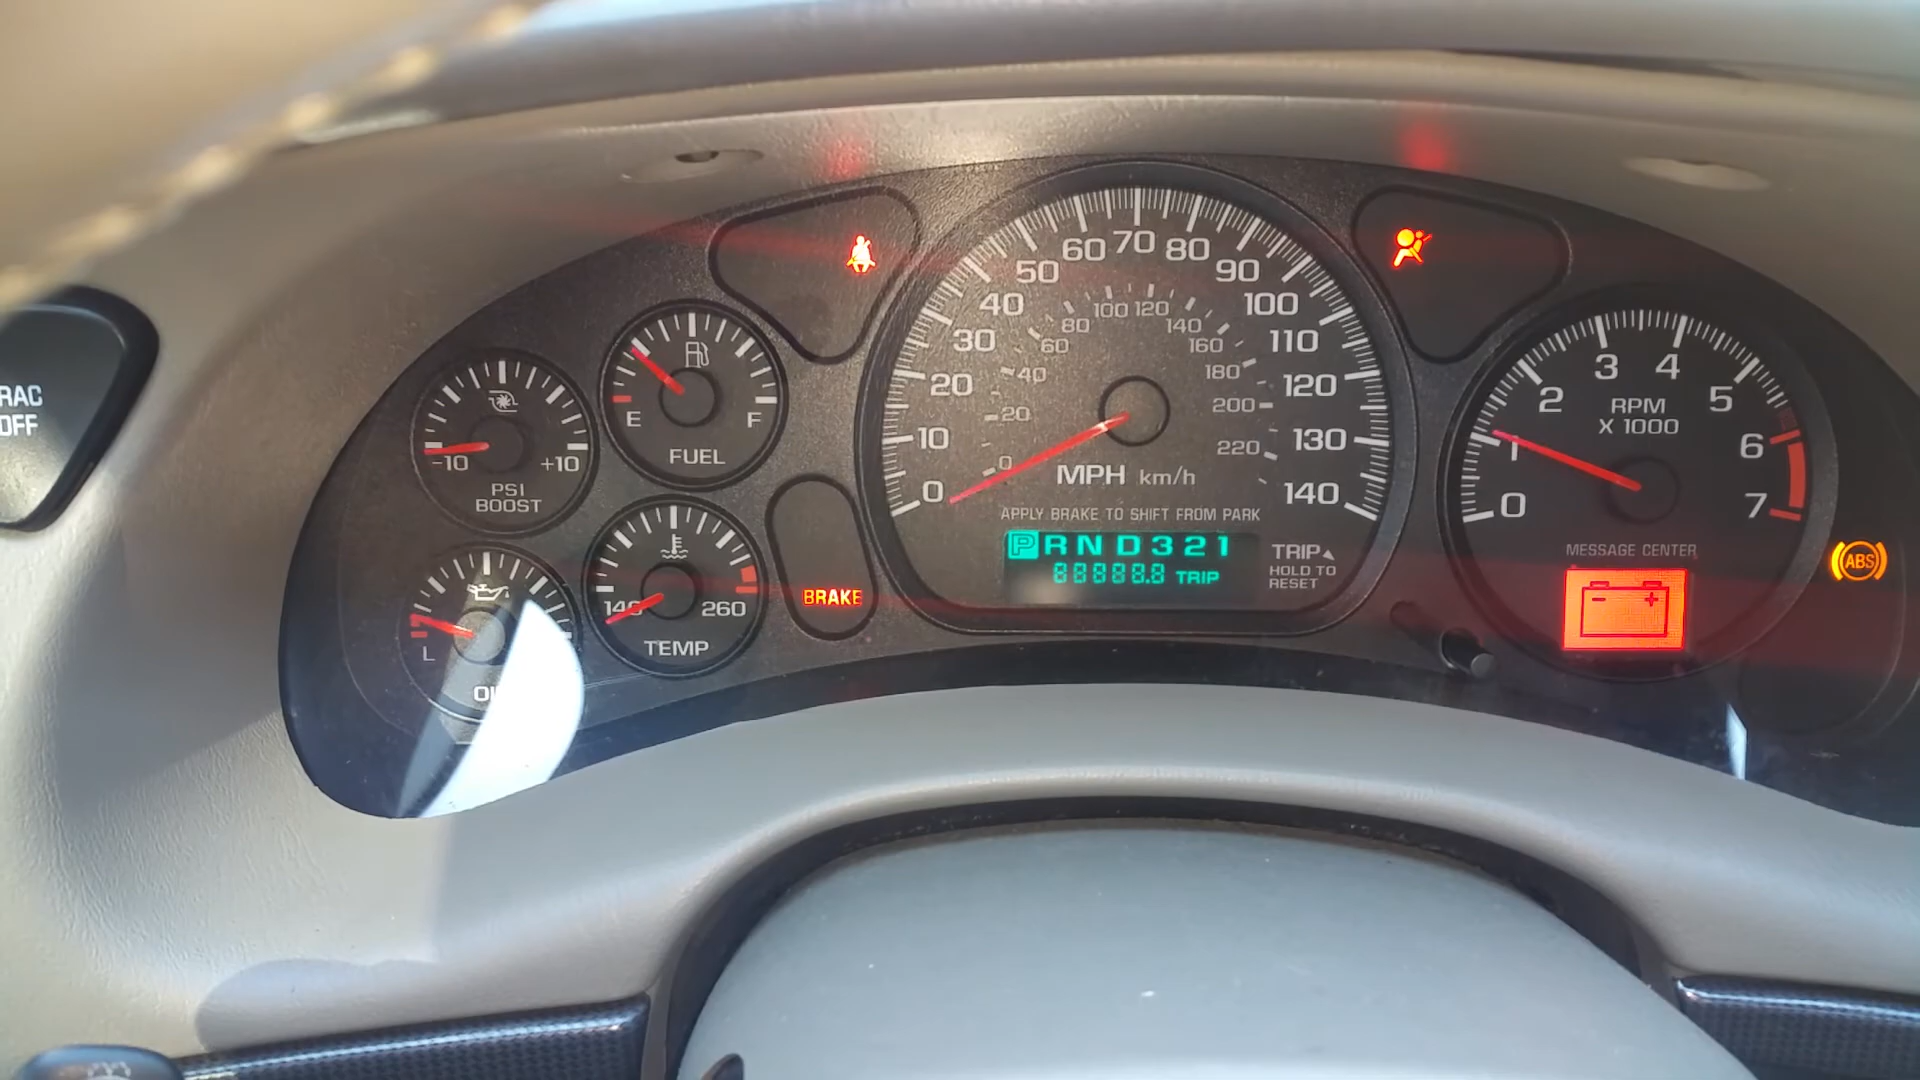 RAC
OFF
-10 +10
PSI
BOOST
E F
FUEL
L
140 260
TEMP
BRAKE
0 10 20 30 40 50 60 70 80 90 100 110 120 130 140
0 20 40 60 80 100 120 140 160 180 200 220
MPH km/h
APPLY BRAKE TO SHIFT FROM PARK
P R N D 3 2 1
88888.8 TRIP
TRIP
HOLD TO
RESET
0 1 2 3 4 5 6 7
RPM
X 1000
MESSAGE CENTER
- +
ABS